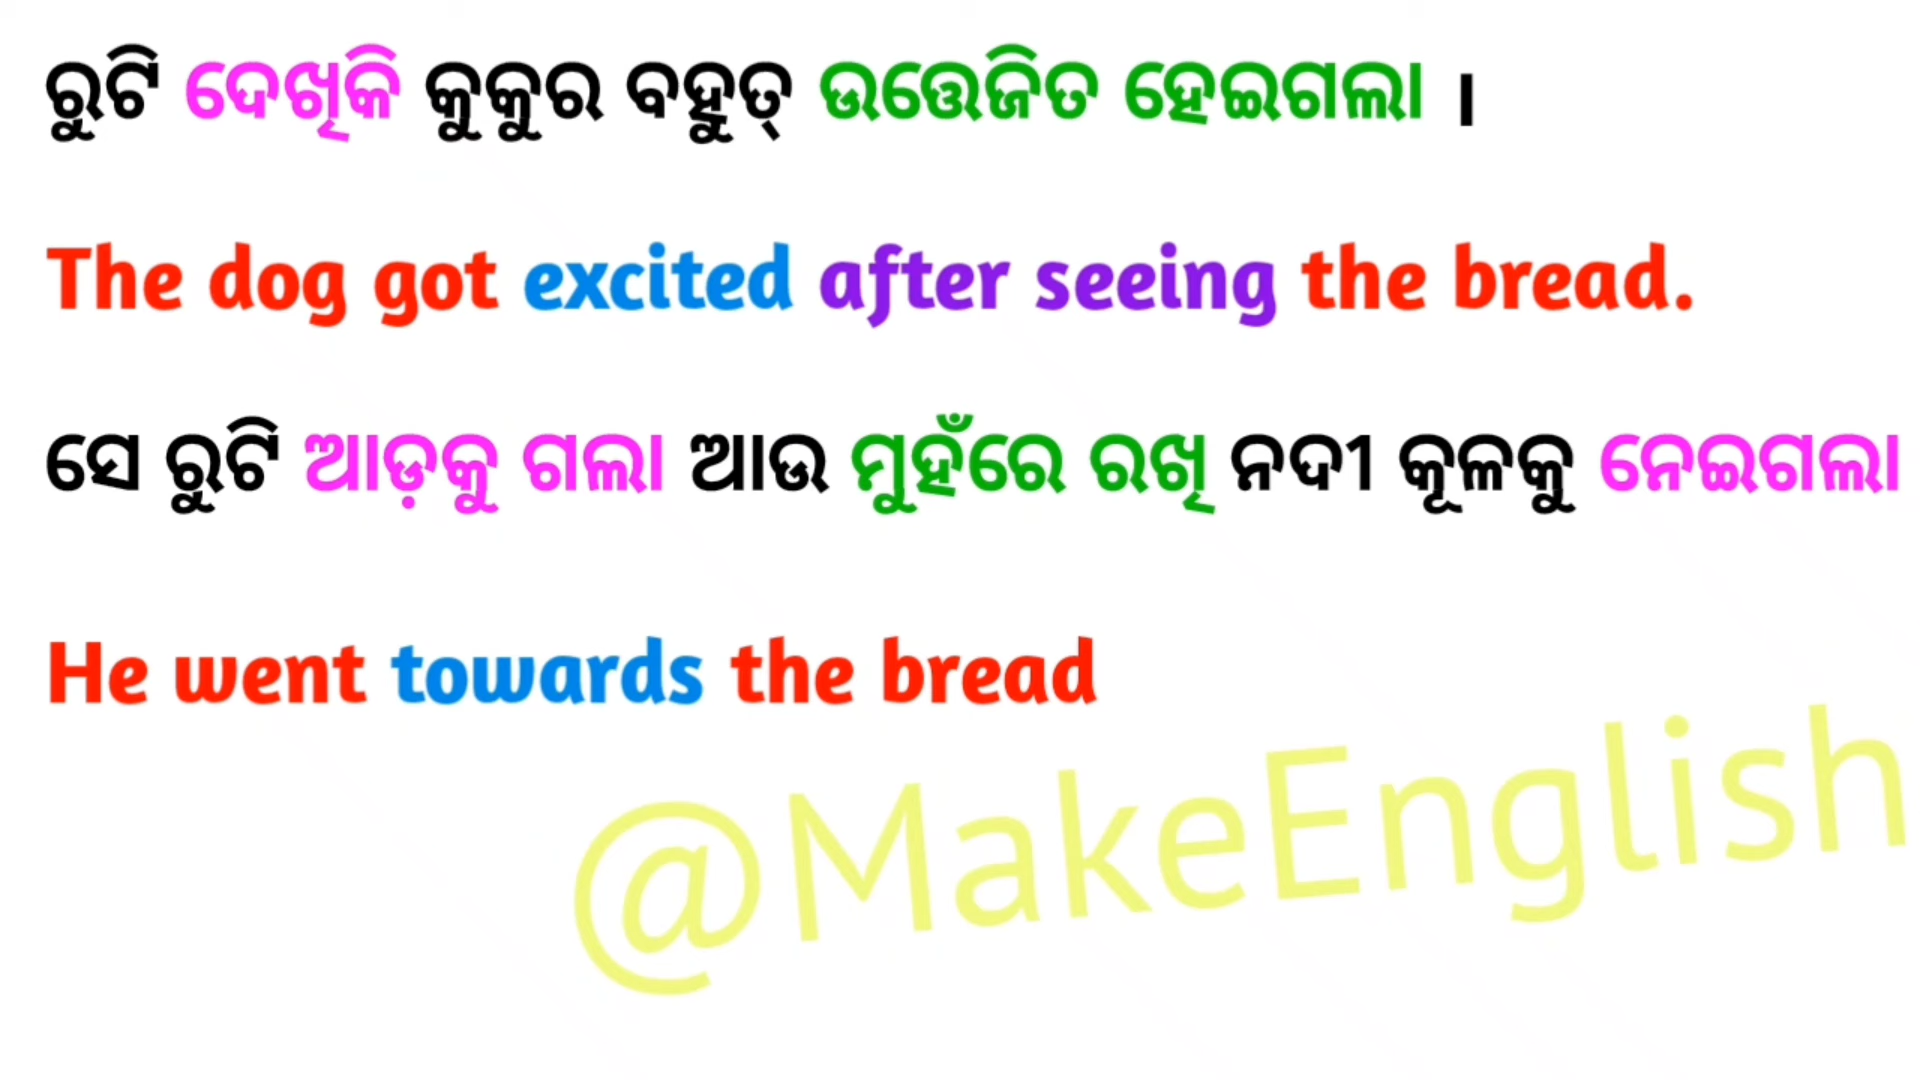 ରୁଟି ଦେଖିକି କୁକୁର ବହୁତ୍ ଉତ୍ତେଜିତ ହେଇଗଲା ।
The dog got excited after seeing the bread.
ସେ ରୁଟି ଆଡ଼କୁ ଗଲା ଆଉ ମୁହଁରେ ରଖି ନଦୀ କୂଳକୁ ନେଇଗଲା
He went towards the bread
@MakeEnglish